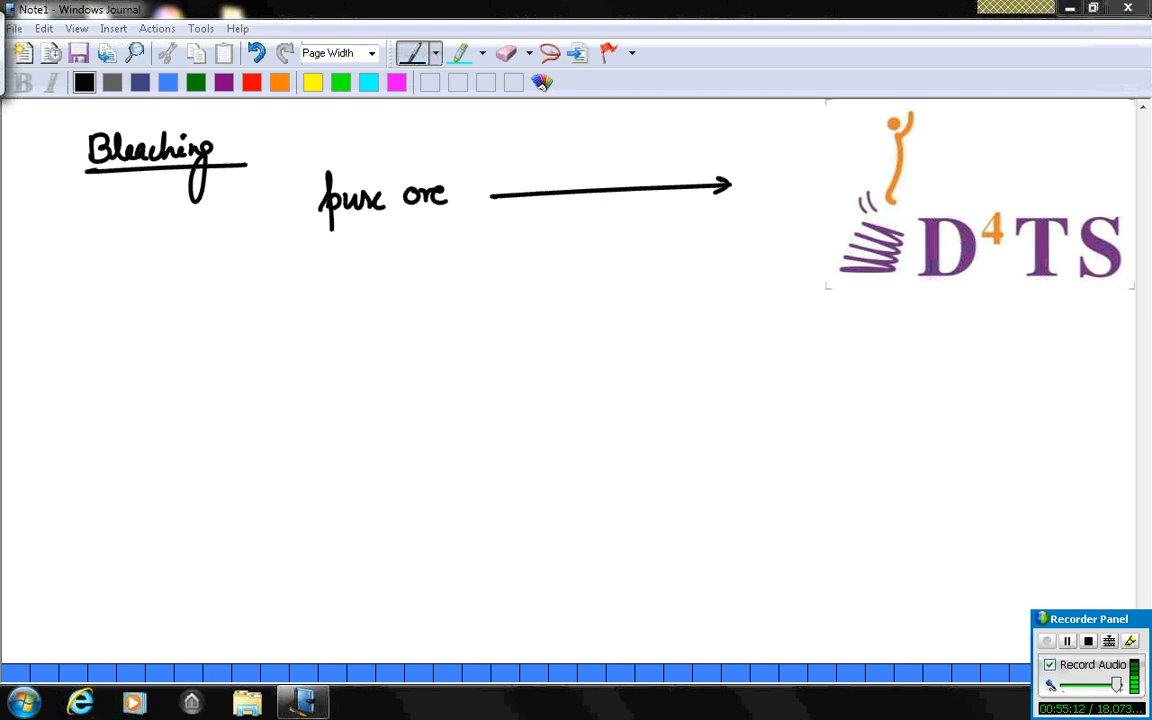 Note1 - Windows Journal
File Edit View Insert Actions Tools Help
Page Width
B I
Bleaching
pure ore
D4TS
Recorder Panel
Record Audio
00:55:12 / 18,073...